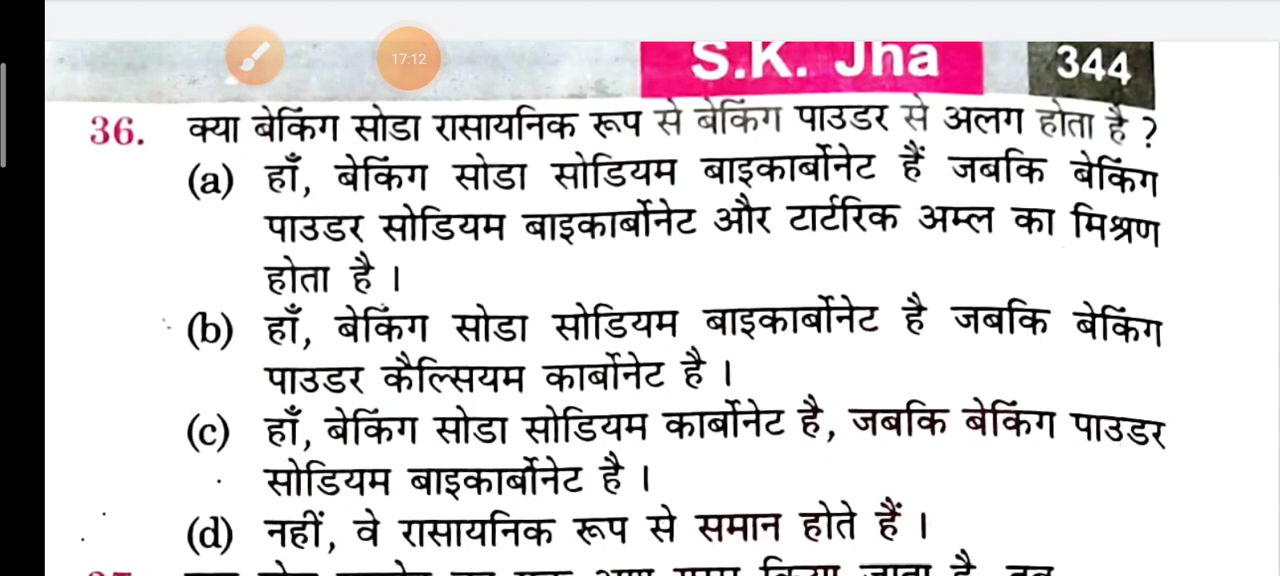 17:12
S.K. Jha
344
36. क्या बेकिंग सोडा रासायनिक रूप से बेकिंग पाउडर से अलग होता है ?
(a) हाँ, बेकिंग सोडा सोडियम बाइकार्बोनेट हैं जबकि बेकिंग
पाउडर सोडियम बाइकार्बोनेट और टार्टरिक अम्ल का मिश्रण
होता है ।
(b) हाँ, बेकिंग सोडा सोडियम बाइकार्बोनेट है जबकि बेकिंग
पाउडर कैल्सियम कार्बोनेट है ।
(c) हाँ, बेकिंग सोडा सोडियम कार्बोनेट है, जबकि बेकिंग पाउडर
सोडियम बाइकार्बोनेट है ।
(d) नहीं, वे रासायनिक रूप से समान होते हैं ।